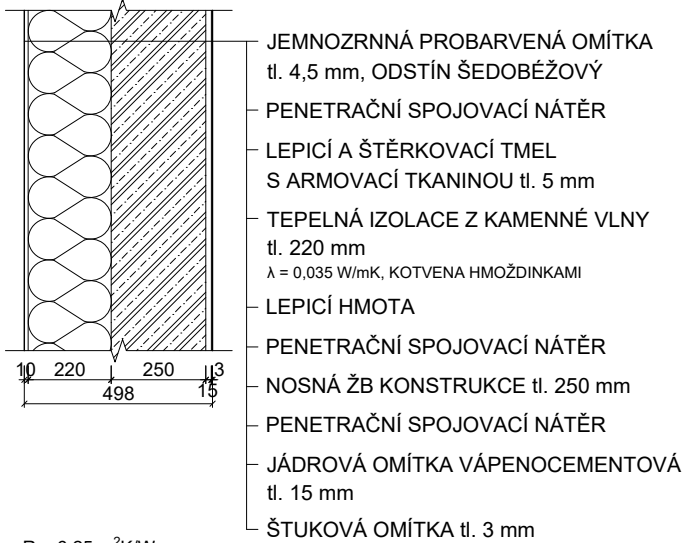 JEMNOZRNNÁ PROBARVENÁ OMÍTKA
tl. 4,5 mm, ODSTÍN ŠEDOBÉŽOVÝ
PENETRAČNÍ SPOJOVACÍ NÁTĚR
LEPICÍ A ŠTĚRKOVACÍ TMEL
S ARMOVACÍ TKANINOU tl. 5 mm
TEPELNÁ IZOLACE Z KAMENNÉ VLNY
tl. 220 mm
λ = 0,035 W/mK, KOTVENA HMOŽDINKAMI
LEPICÍ HMOTA
PENETRAČNÍ SPOJOVACÍ NÁTĚR
NOSNÁ ŽB KONSTRUKCE tl. 250 mm
PENETRAČNÍ SPOJOVACÍ NÁTĚR
JÁDROVÁ OMÍTKA VÁPENOCEMENTOVÁ
tl. 15 mm
ŠTUKOVÁ OMÍTKA tl. 3 mm
10 220 250 3
498 15